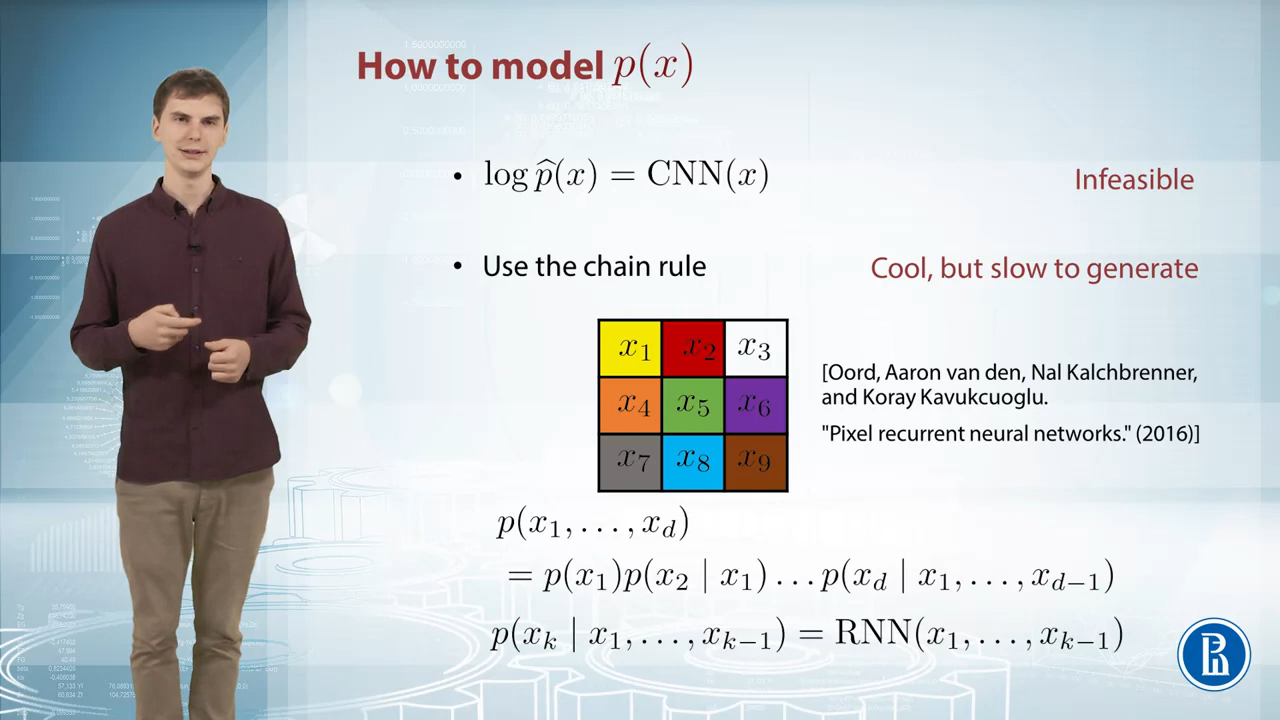 How to model p(x)
• log p̂(x) = CNN(x)
Infeasible
• Use the chain rule
Cool, but slow to generate
x₁ x₂ x₃
x₄ x₅ x₆
x₇ x₈ x₉
[Oord, Aaron van den, Nal Kalchbrenner,
and Koray Kavukcuoglu.
"Pixel recurrent neural networks." (2016)]
p(x₁, . . . , x_d)
= p(x₁)p(x₂ | x₁) . . . p(x_d | x₁, . . . , x_{d−1})
p(x_k | x₁, . . . , x_{k−1}) = RNN(x₁, . . . , x_{k−1})